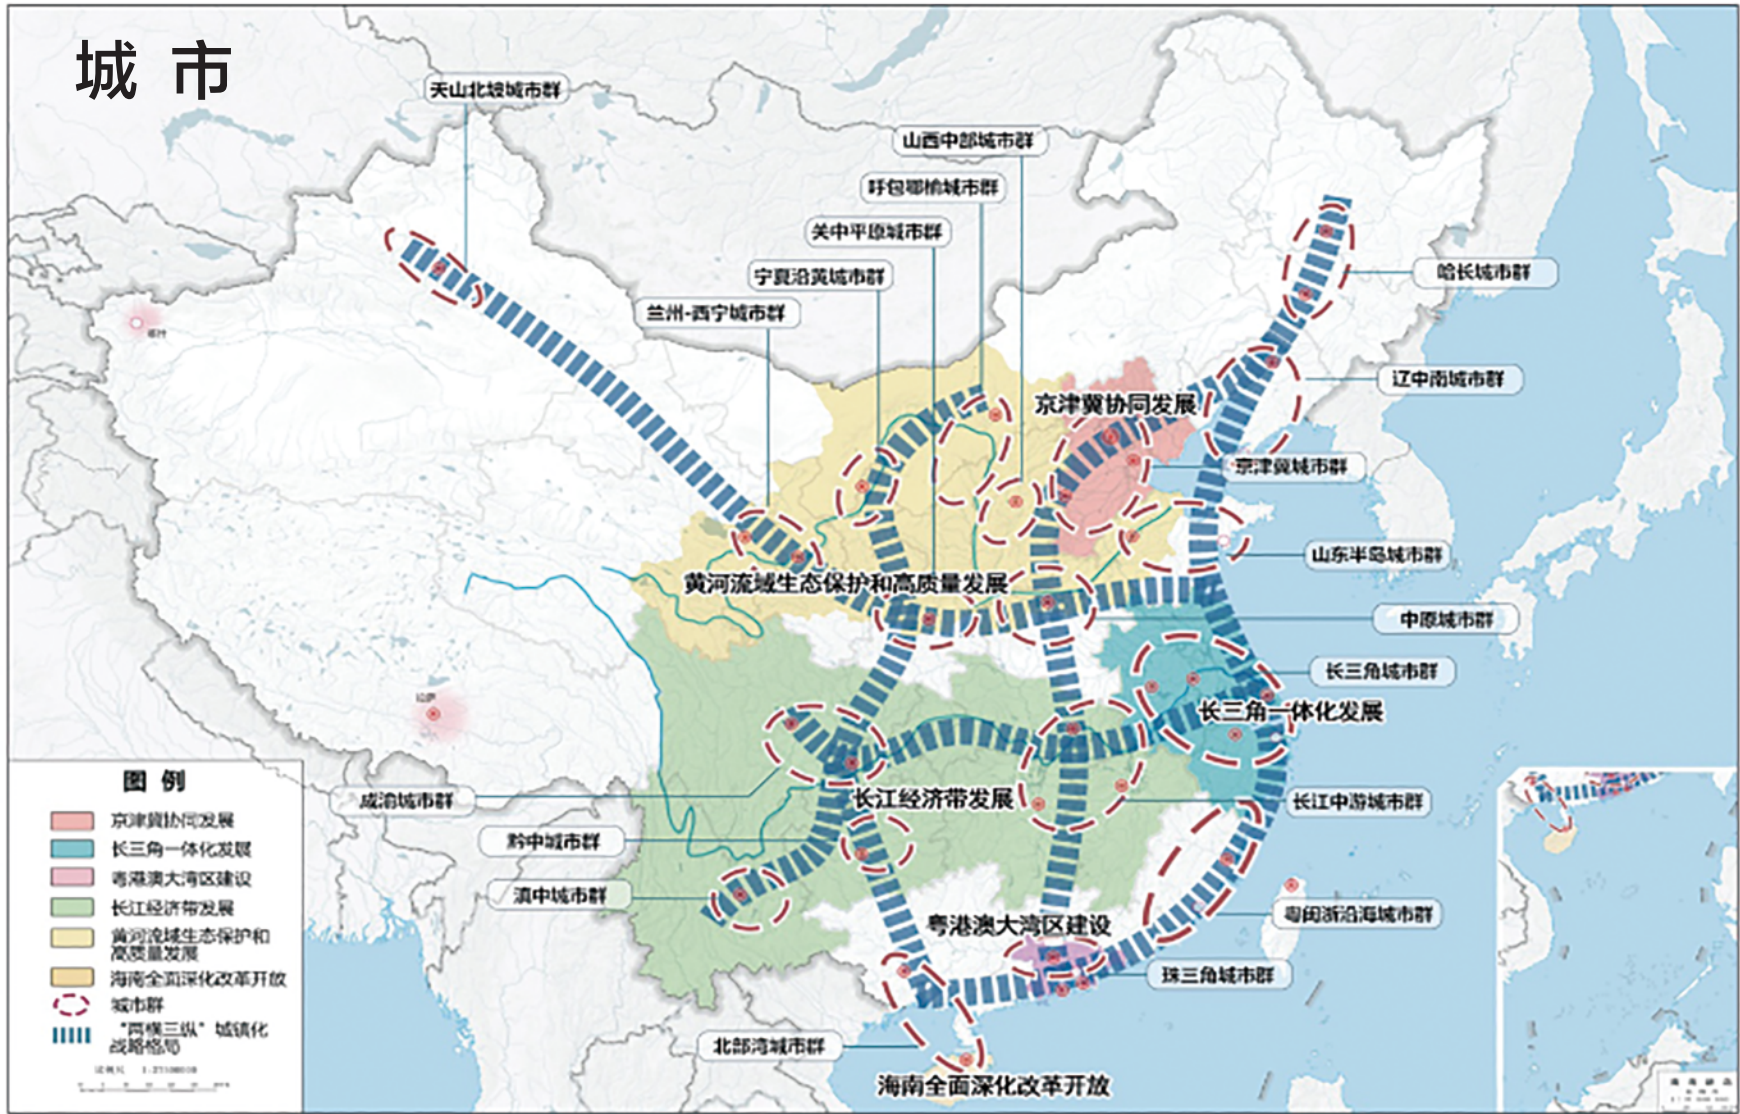 城 市
天山北坡城市群
山西中部城市群
呼包鄂榆城市群
关中平原城市群
宁夏沿黄城市群
兰州-西宁城市群
哈长城市群
辽中南城市群
京津冀协同发展
京津冀城市群
山东半岛城市群
黄河流域生态保护和高质量发展
中原城市群
长三角城市群
长三角一体化发展
拉萨
成渝城市群
长江经济带发展
长江中游城市群
黔中城市群
滇中城市群
粤港澳大湾区建设
粤闽浙沿海城市群
珠三角城市群
北部湾城市群
海南全面深化改革开放
图 例
京津冀协同发展
长三角一体化发展
粤港澳大湾区建设
长江经济带发展
黄河流域生态保护和
高质量发展
海南全面深化改革开放
城市群
“两横三纵”城镇化
战略格局